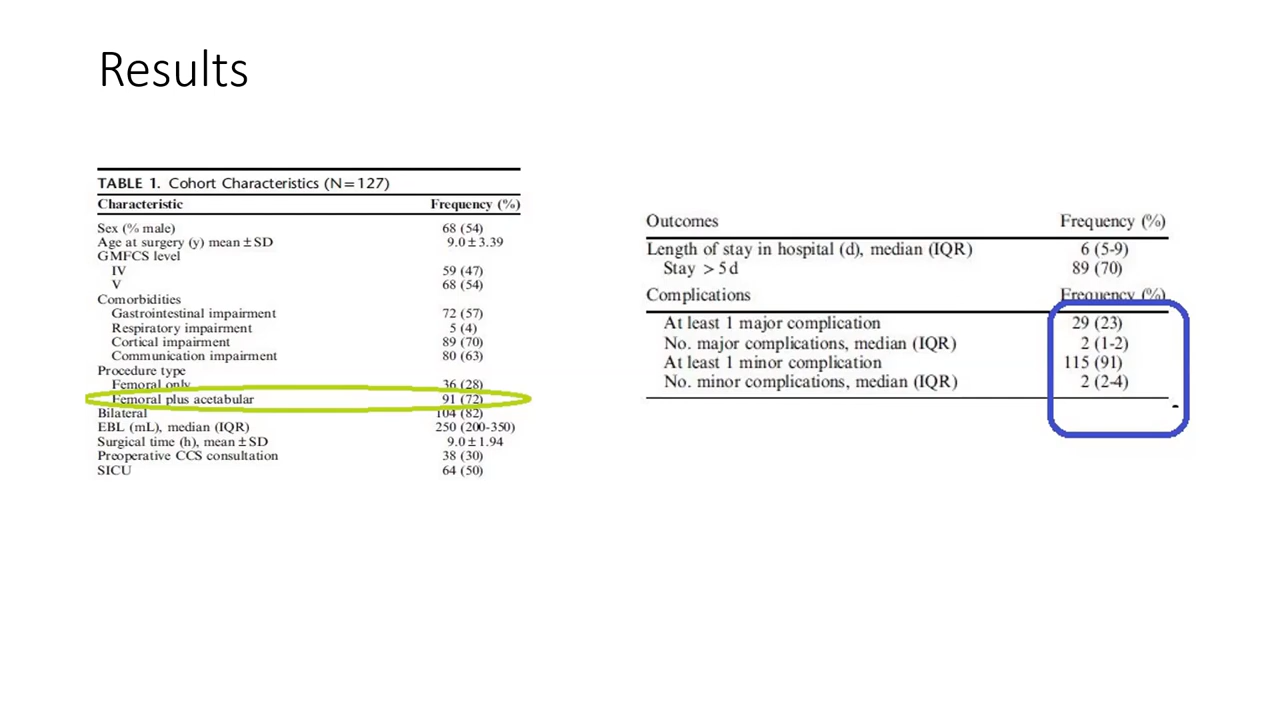 Results
TABLE 1. Cohort Characteristics (N=127)
Characteristic Frequency (%)
Sex (% male) 68 (54)
Age at surgery (y) mean ± SD 9.0 ± 3.39
GMFCS level
IV 59 (47)
V 68 (54)
Comorbidities
Gastrointestinal impairment 72 (57)
Respiratory impairment 5 (4)
Cortical impairment 89 (70)
Communication impairment 80 (63)
Procedure type
Femoral only 36 (28)
Femoral plus acetabular 91 (72)
Bilateral 104 (82)
EBL (mL), median (IQR) 250 (200-350)
Surgical time (h), mean ± SD 9.0 ± 1.94
Preoperative CCS consultation 38 (30)
SICU 64 (50)
Outcomes Frequency (%)
Length of stay in hospital (d), median (IQR) 6 (5-9)
Stay > 5 d 89 (70)
Complications Frequency (%)
At least 1 major complication 29 (23)
No. major complications, median (IQR) 2 (1-2)
At least 1 minor complication 115 (91)
No. minor complications, median (IQR) 2 (2-4)